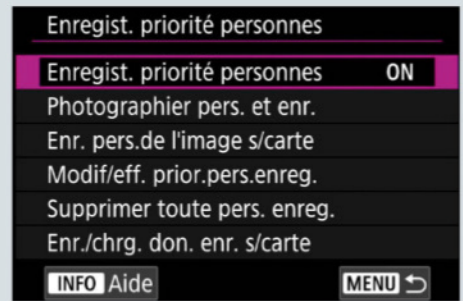 Enregist. priorité personnes
Enregist. priorité personnes ON
Photographier pers. et enr.
Enr. pers.de l'image s/carte
Modif/eff. prior.pers.enreg.
Supprimer toute pers. enreg.
Enr./chrg. don. enr. s/carte
INFO Aide MENU